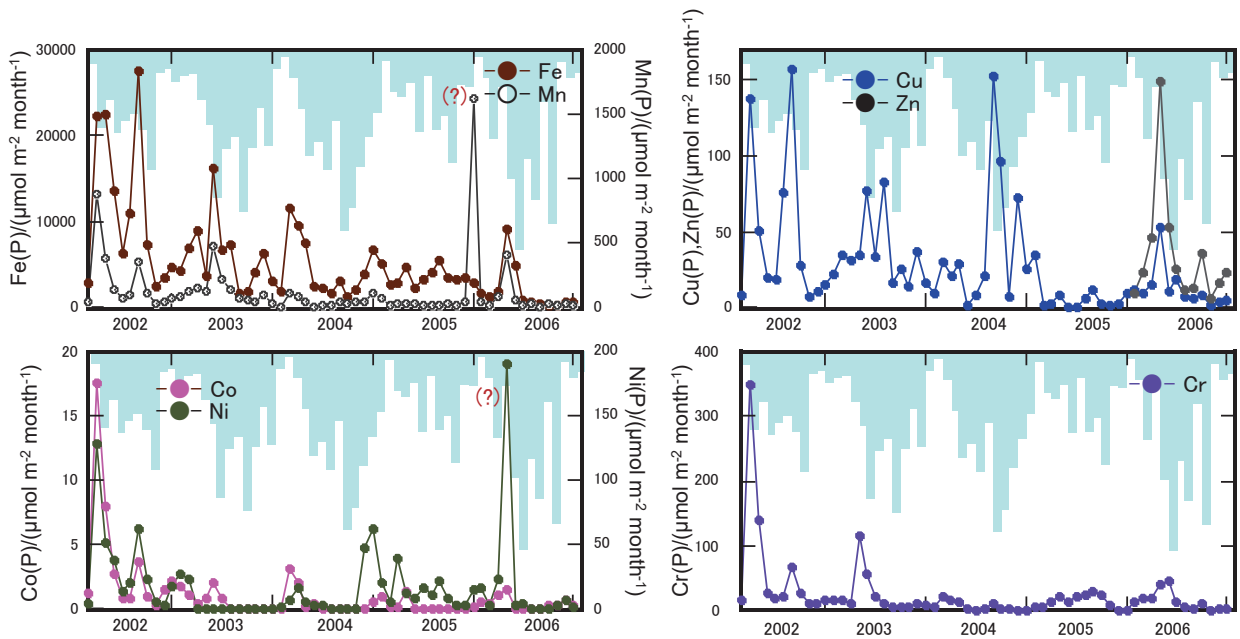 30000
20000
10000
0
Fe(P)/(μmol m-2 month-1)
2000
1500
1000
500
0
Mn(P)/(μmol m-2 month-1)
(?)
Fe
Mn
2002 2003 2004 2005 2006
150
100
50
0
Cu(P),Zn(P)/(μmol m-2 month-1)
Cu
Zn
2002 2003 2004 2005 2006
20
15
10
5
0
Co(P)/(μmol m-2 month-1)
200
150
100
50
0
Ni(P)/(μmol m-2 month-1)
Co
Ni
(?)
2002 2003 2004 2005 2006
400
300
200
100
0
Cr(P)/(μmol m-2 month-1)
Cr
2002 2003 2004 2005 2006